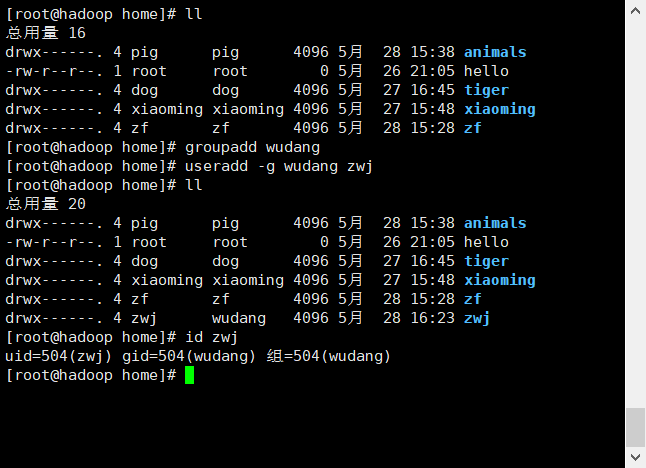 [root@hadoop home]# ll
总用量 16
drwx------. 4 pig      pig      4096 5月  28 15:38 animals
-rw-r--r--. 1 root     root        0 5月  26 21:05 hello
drwx------. 4 dog      dog      4096 5月  27 16:45 tiger
drwx------. 4 xiaoming xiaoming 4096 5月  27 15:48 xiaoming
drwx------. 4 zf       zf       4096 5月  28 15:28 zf
[root@hadoop home]# groupadd wudang
[root@hadoop home]# useradd -g wudang zwj
[root@hadoop home]# ll
总用量 20
drwx------. 4 pig      pig      4096 5月  28 15:38 animals
-rw-r--r--. 1 root     root        0 5月  26 21:05 hello
drwx------. 4 dog      dog      4096 5月  27 16:45 tiger
drwx------. 4 xiaoming xiaoming 4096 5月  27 15:48 xiaoming
drwx------. 4 zf       zf       4096 5月  28 15:28 zf
drwx------. 4 zwj      wudang   4096 5月  28 16:23 zwj
[root@hadoop home]# id zwj
uid=504(zwj) gid=504(wudang) 组=504(wudang)
[root@hadoop home]#